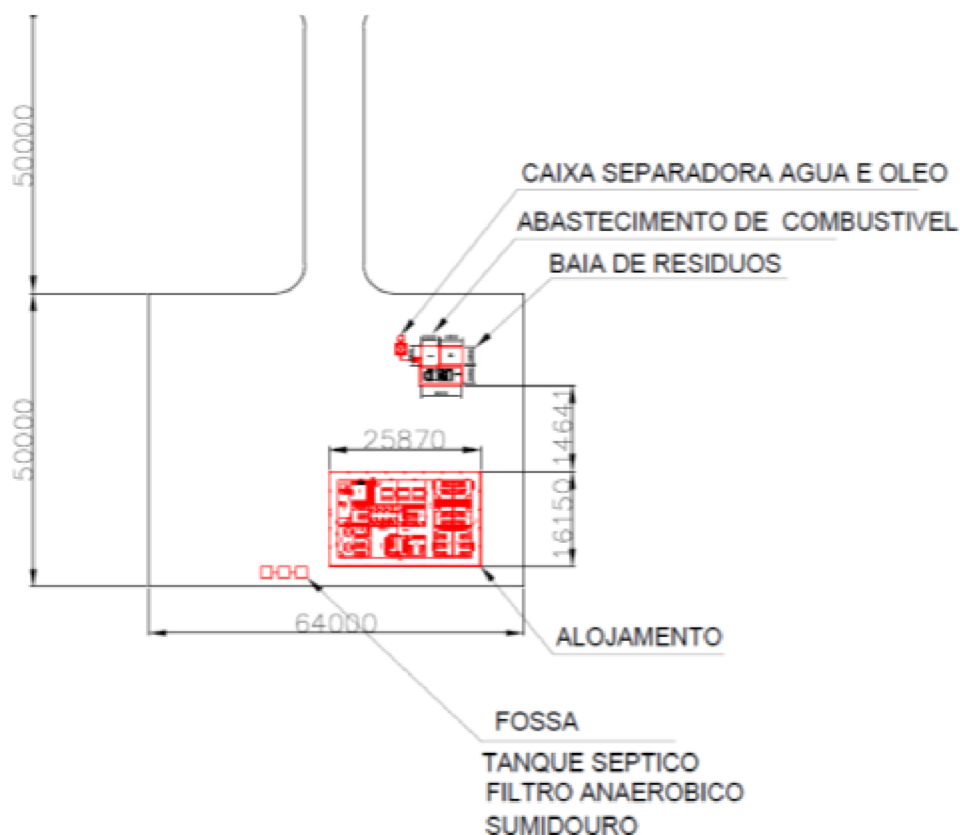 50000
CAIXA SEPARADORA AGUA E OLEO
ABASTECIMENTO DE COMBUSTIVEL
BAIA DE RESIDUOS
50000
14641
25870
16150
64000
ALOJAMENTO
FOSSA
TANQUE SEPTICO
FILTRO ANAEROBICO
SUMIDOURO